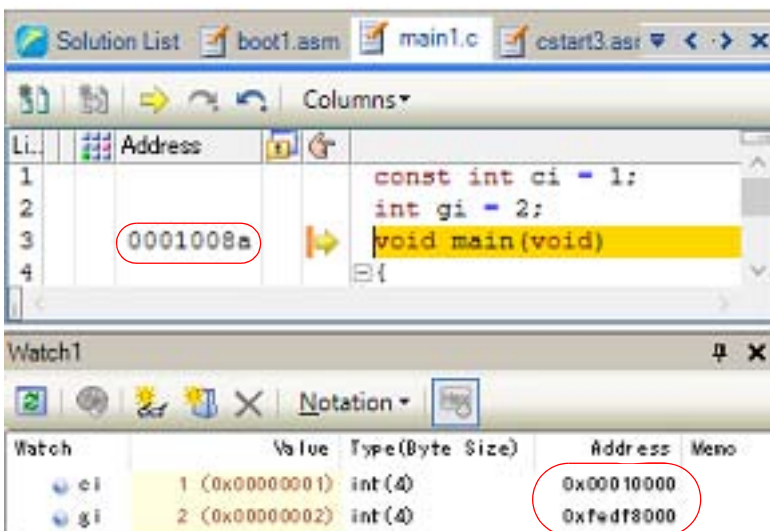 Solution List boot1.asm main1.c cstart3.asr
Columns
Li.. Address
1 const int ci = 1;
2 int gi = 2;
3 0001008a void main(void)
4 {
Watch1
Notation Hex
Watch Value Type(Byte Size) Address Memo
ci 1 (0x00000001) int(4) 0x00010000
gi 2 (0x00000002) int(4) 0xfedf8000